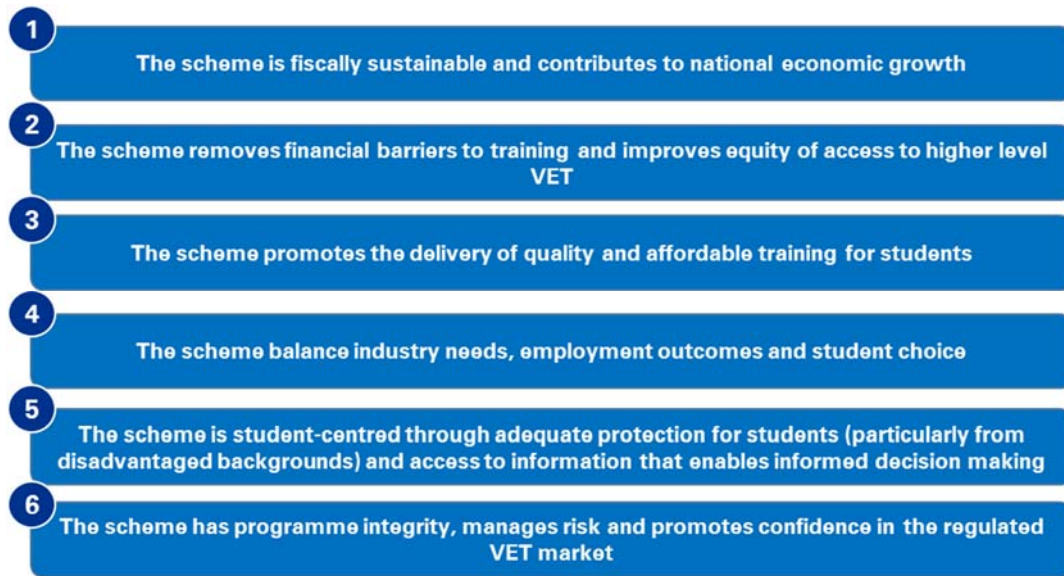 1
The scheme is fiscally sustainable and contributes to national economic growth
2
The scheme removes financial barriers to training and improves equity of access to higher level
VET
3
The scheme promotes the delivery of quality and affordable training for students
4
The scheme balance industry needs, employment outcomes and student choice
5
The scheme is student-centred through adequate protection for students (particularly from
disadvantaged backgrounds) and access to information that enables informed decision making
6
The scheme has programme integrity, manages risk and promotes confidence in the regulated
VET market